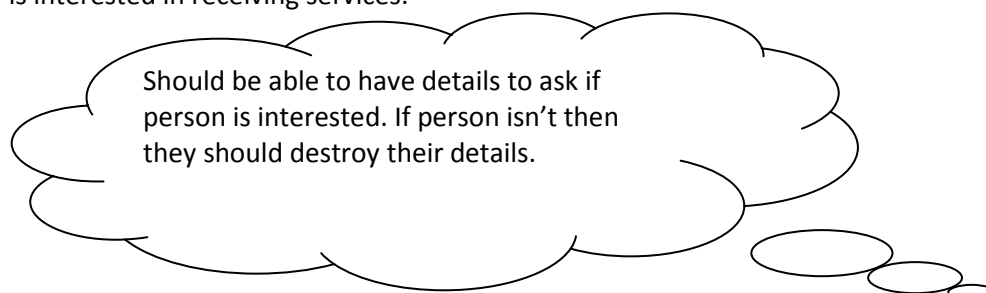 is interested in receiving services.
Should be able to have details to ask if
person is interested. If person isn’t then
they should destroy their details.